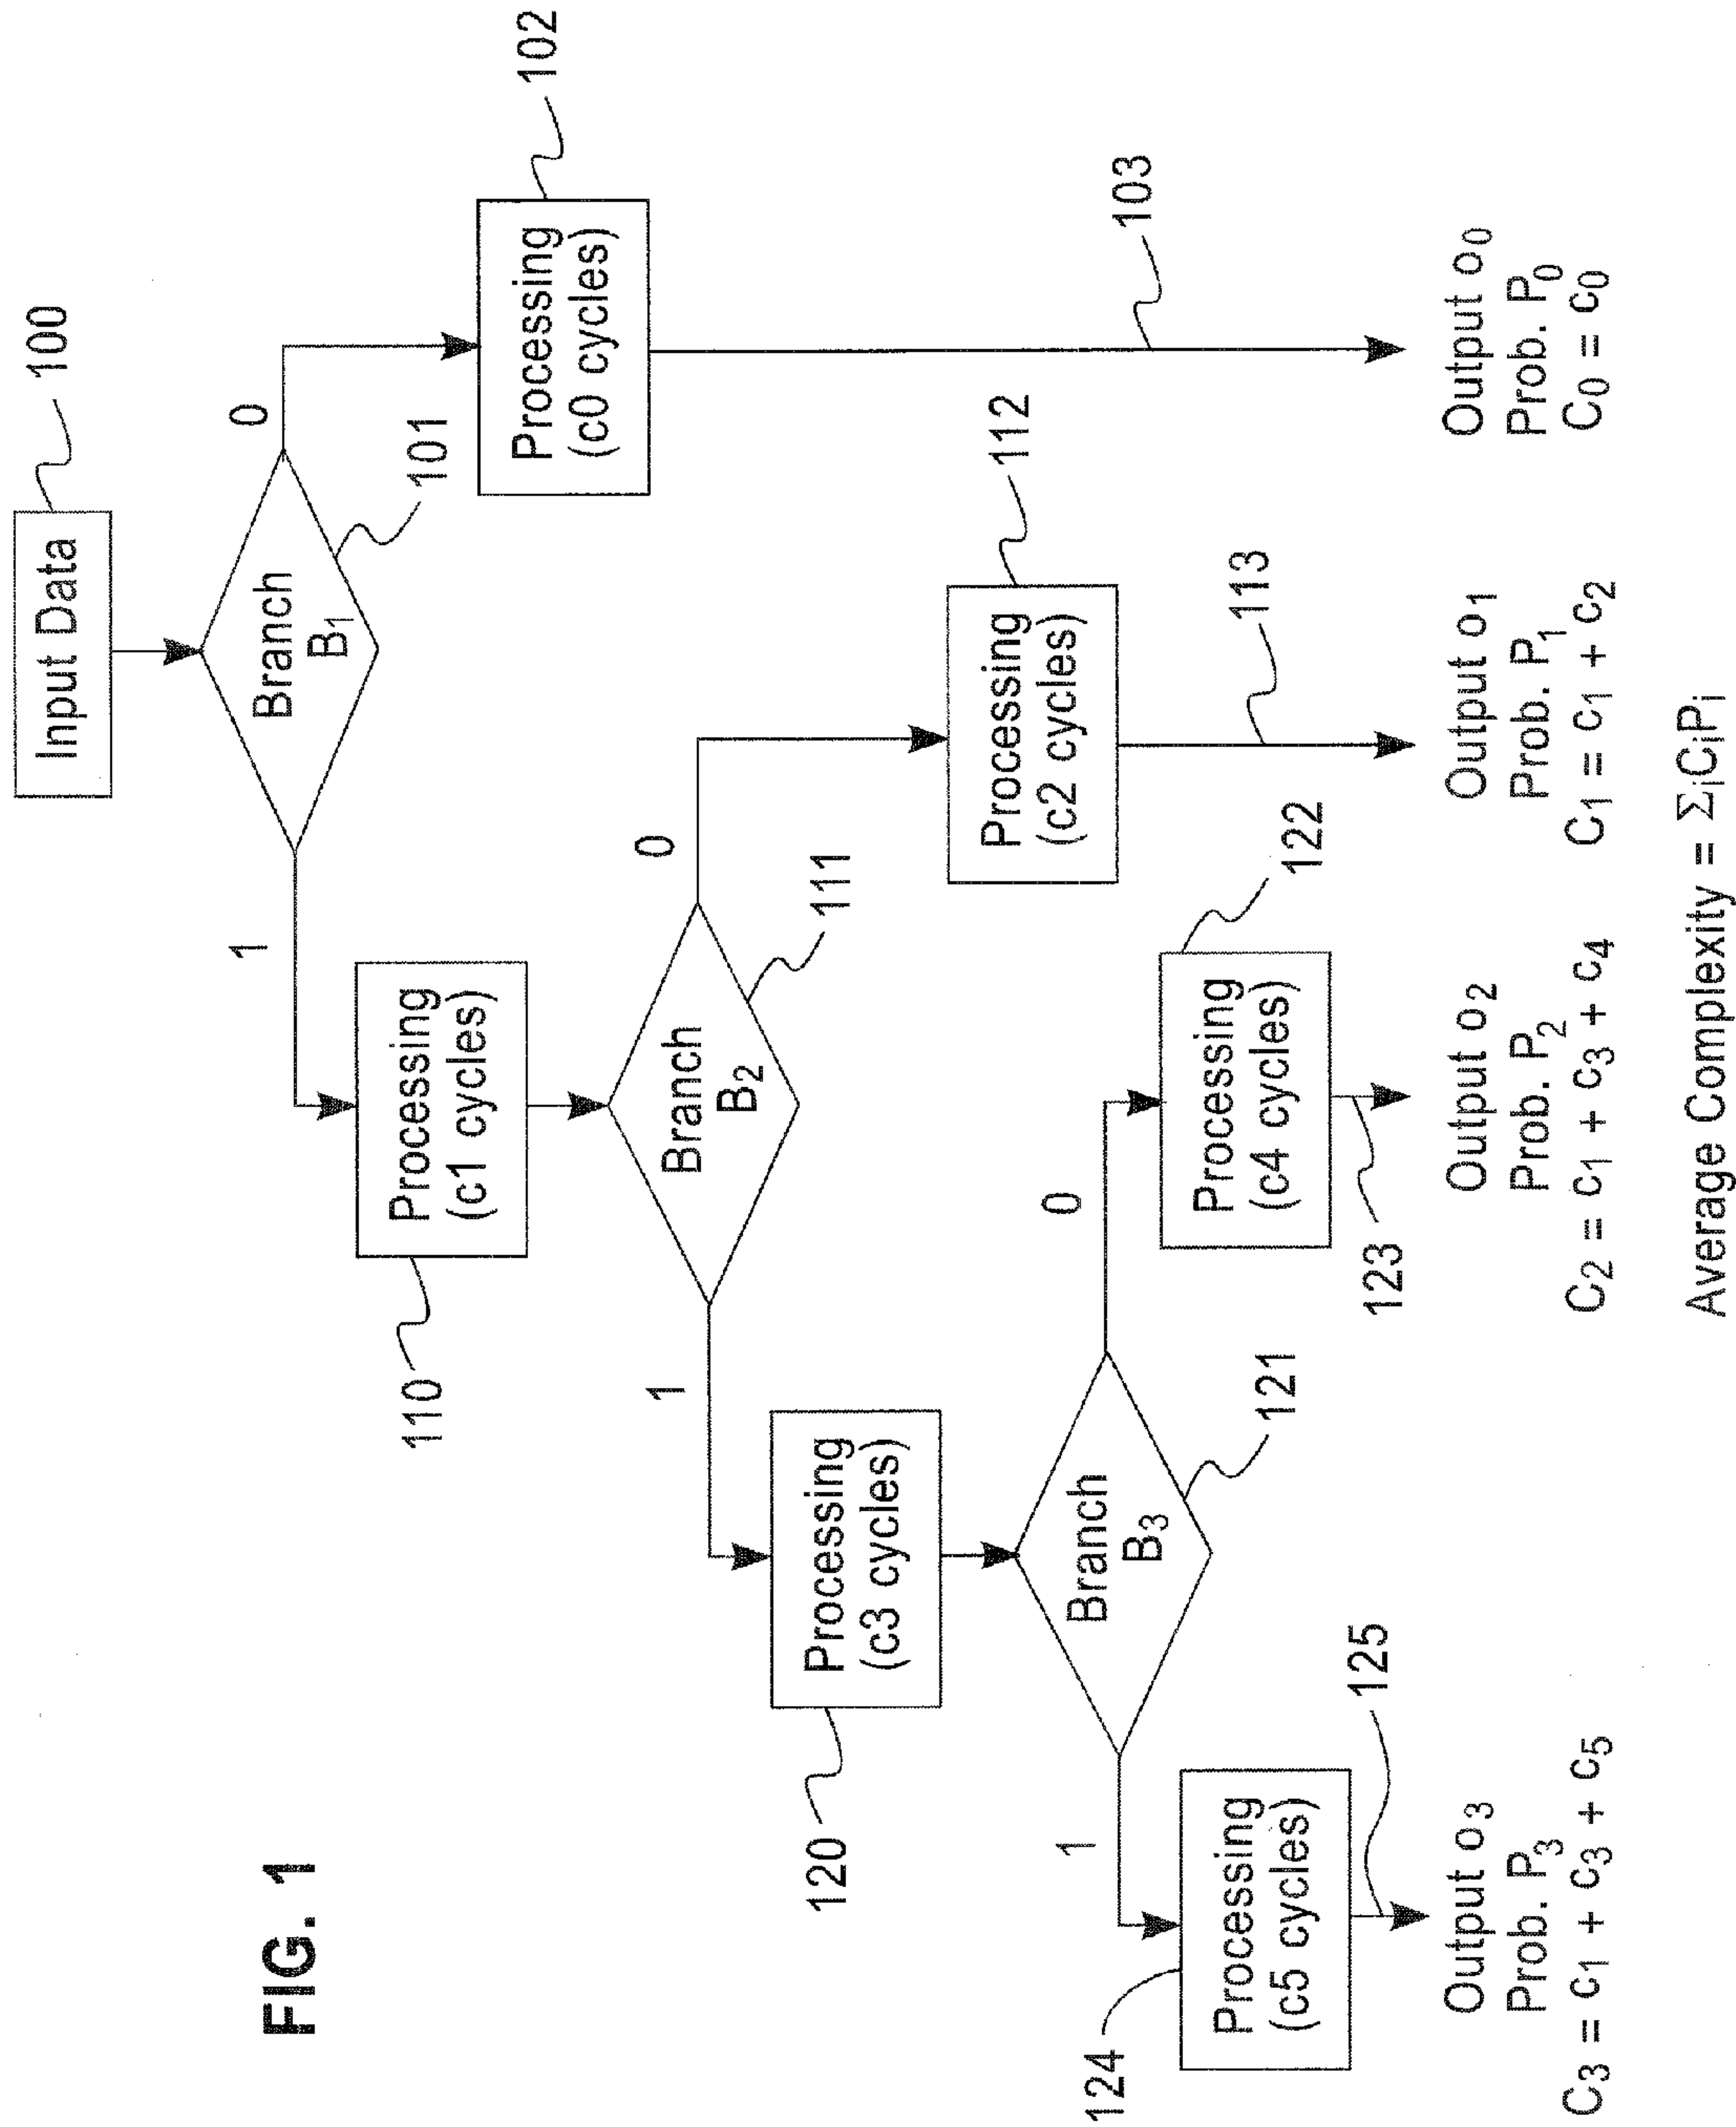 FIG. 1
Input Data
100
Branch
B₁
101
0
1
Processing
(c0 cycles)
102
103
Processing
(c1 cycles)
110
Branch
B₂
111
0
1
Processing
(c2 cycles)
112
113
Processing
(c3 cycles)
120
Branch
B₃
121
0
1
Processing
(c4 cycles)
122
123
Processing
(c5 cycles)
124
125
Output o₃
Prob. P₃
C₃ = c₁ + c₃ + c₅
Output o₂
Prob. P₂
C₂ = c₁ + c₃ + c₄
Output o₁
Prob. P₁
C₁ = c₁ + c₂
Output o₀
Prob. P₀
C₀ = c₀
Average Complexity = ΣᵢCᵢPᵢ